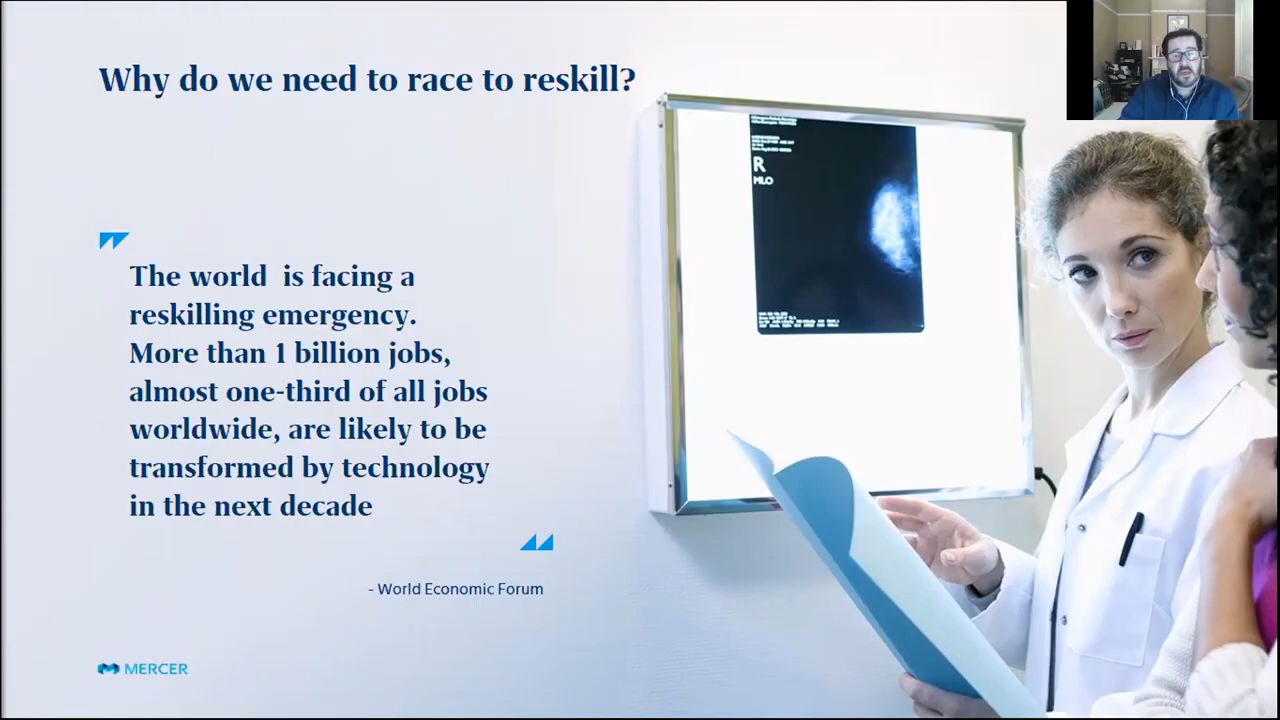 Why do we need to race to reskill?
The world  is facing a
reskilling emergency.
More than 1 billion jobs,
almost one-third of all jobs
worldwide, are likely to be
transformed by technology
in the next decade
- World Economic Forum
MERCER
R
MLO